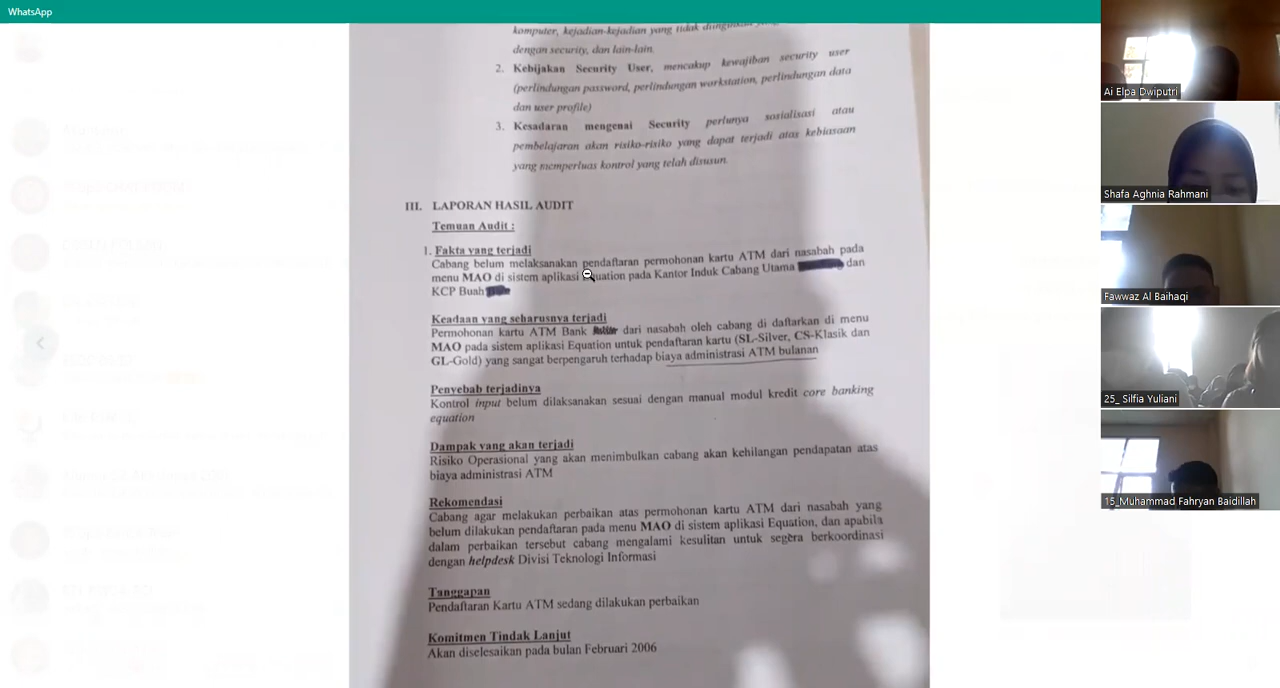 WhatsApp
komputer, kejadian-kejadian yang tidak
dengan security, dan lain-lain.
2. Kebijakan Security User, mencakup kewajiban security user
(perlindungan password, perlindungan workstation, perlindungan data
dan user profile)
3. Kesadaran mengenai Security perlunya sosialisasi atau
pembelajaran akan risiko-risiko yang dapat terjadi atas kebiasaan
yang memperluas kontrol yang telah disusun.
III. LAPORAN HASIL AUDIT
Temuan Audit :
1. Fakta yang terjadi
Cabang belum melaksanakan pendaftaran permohonan kartu ATM dari nasabah pada
menu MAO di sistem aplikasi Equation pada Kantor Induk Cabang Utama dan
KCP Buah
Keadaan yang seharusnya terjadi
Permohonan kartu ATM Bank dari nasabah oleh cabang di daftarkan di menu
MAO pada sistem aplikasi Equation untuk pendaftaran kartu (SL-Silver, CS-Klasik dan
GL-Gold) yang sangat berpengaruh terhadap biaya administrasi ATM bulanan
Penyebab terjadinya
Kontrol input belum dilaksanakan sesuai dengan manual modul kredit core banking
equation
Dampak yang akan terjadi
Risiko Operasional yang akan menimbulkan cabang akan kehilangan pendapatan atas
biaya administrasi ATM
Rekomendasi
Cabang agar melakukan perbaikan atas permohonan kartu ATM dari nasabah yang
belum dilakukan pendaftaran pada menu MAO di sistem aplikasi Equation, dan apabila
dalam perbaikan tersebut cabang mengalami kesulitan untuk segera berkoordinasi
dengan helpdesk Divisi Teknologi Informasi
Tanggapan
Pendaftaran Kartu ATM sedang dilakukan perbaikan
Komitmen Tindak Lanjut
Akan diselesaikan pada bulan Februari 2006
Ai Elpa Dwiputri
Shafa Aghnia Rahmani
Fawwaz Al Baihaqi
25_ Silfia Yuliani
15_Muhammad Fahryan Baidillah